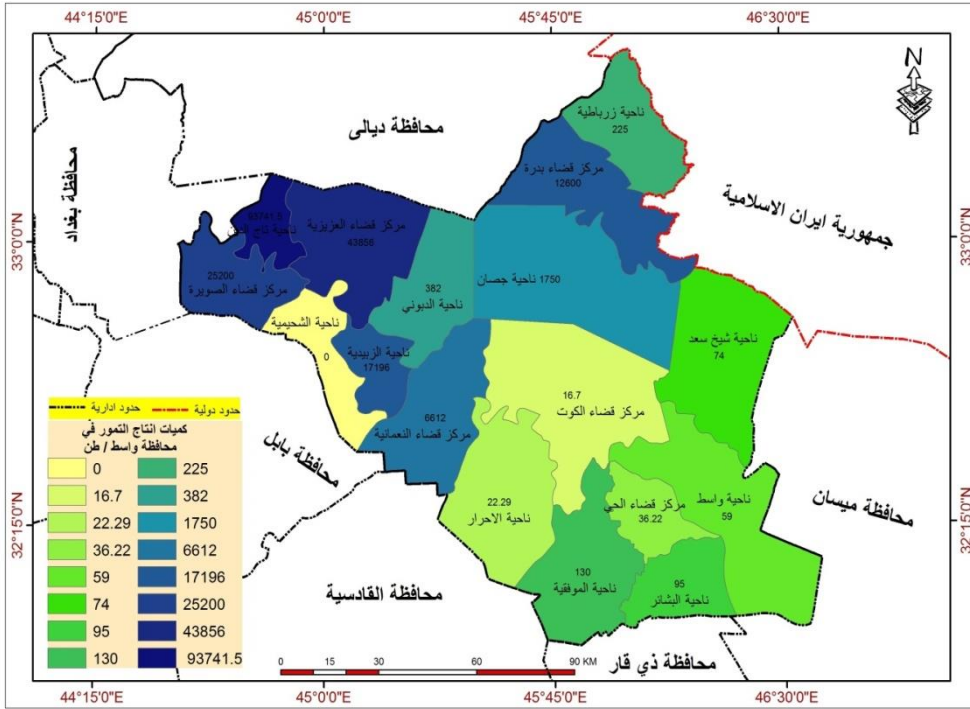 44°15'0"E 45°0'0"E 45°45'0"E 46°30'0"E
N
ناحية زرباطية
225
محافظة ديالى
مركز قضاء بدرة
12600
محافظة بغداد
جمهورية ايران الاسلامية
93741.5
ناحية تاج الدين
مركز قضاء العزيزية
43856
33°0'0"N
33°0'0"N
25200
مركز قضاء الصويرة
382
ناحية الدبوني
ناحية جصان 1750
ناحية الشحيمية
0
ناحية الزبيدية
17196
ناحية شيخ سعد
74
16.7
مركز قضاء الكوت
6612
مركز قضاء النعمانية
حدود دولية
حدود ادارية
كميات انتاج التمور في
محافظة واسط / طن
0 225
16.7 382
22.29 1750
36.22 6612
59 17196
74 25200
95 43856
130 93741.5
محافظة بابل
22.29
ناحية الاحرار
مركز قضاء الحي
36.22
ناحية واسط
59
محافظة ميسان
32°15'0"N
32°15'0"N
130
ناحية الموفقية
95
ناحية البشائر
محافظة القادسية
محافظة ذي قار
0 15 30 60 90 KM
44°15'0"E 45°0'0"E 45°45'0"E 46°30'0"E